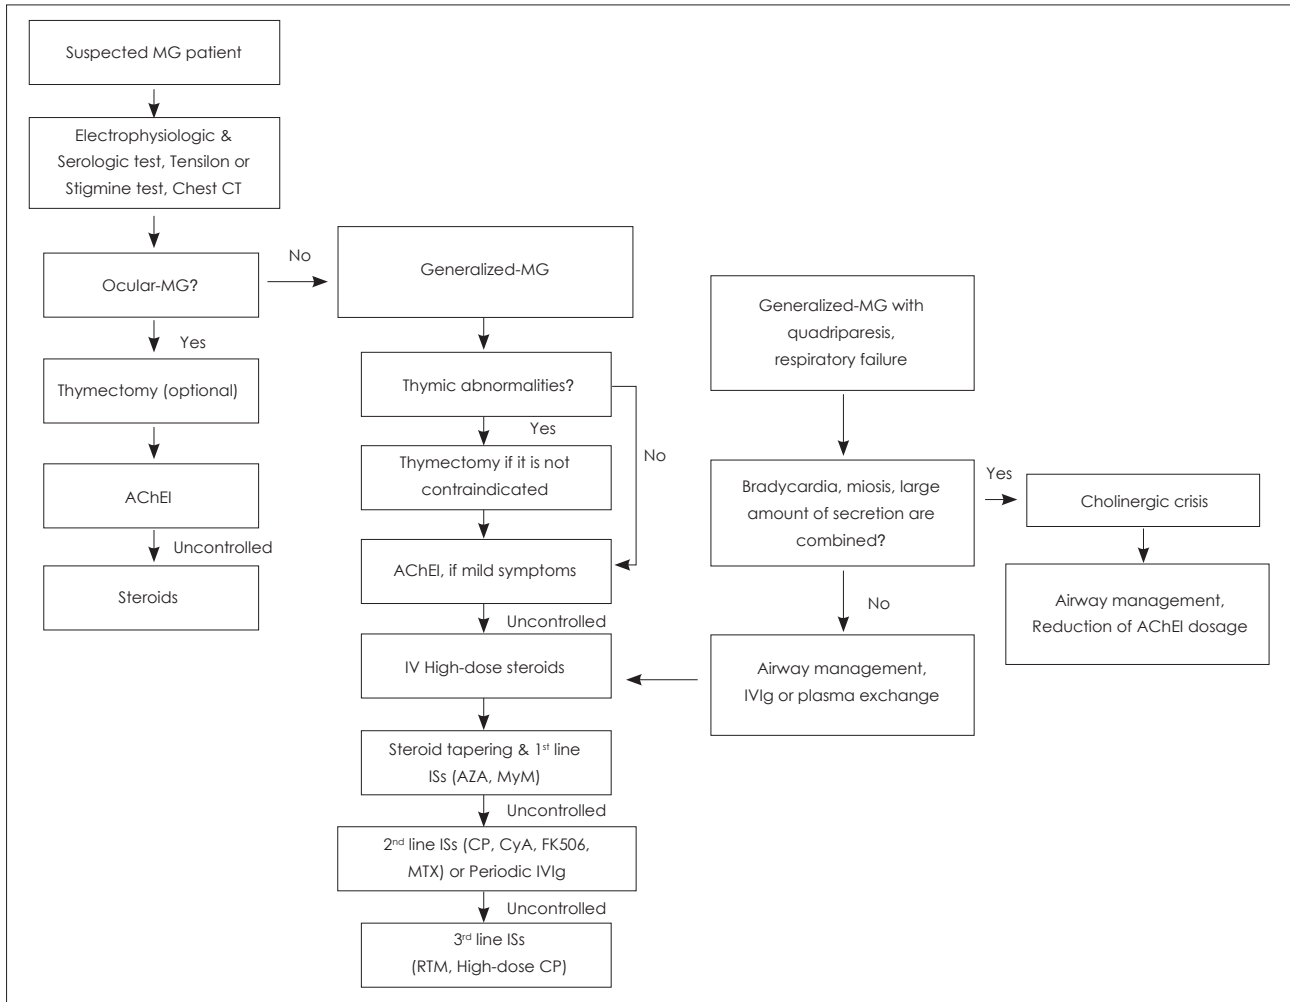 Suspected MG patient
Electrophysiologic &
Serologic test, Tensilon or
Stigmine test, Chest CT
Ocular-MG?
No
Yes
Thymectomy (optional)
AChEI
Uncontrolled
Steroids
Generalized-MG
Thymic abnormalities?
Yes
No
Thymectomy if it is not
contraindicated
AChEI, if mild symptoms
Uncontrolled
IV High-dose steroids
Steroid tapering & 1st line
ISs (AZA, MyM)
Uncontrolled
2nd line ISs (CP, CyA, FK506,
MTX) or Periodic IVIg
Uncontrolled
3rd line ISs
(RTM, High-dose CP)
Generalized-MG with
quadriparesis,
respiratory failure
Bradycardia, miosis, large
amount of secretion are
combined?
Yes
No
Airway management,
IVIg or plasma exchange
Cholinergic crisis
Airway management,
Reduction of AChEI dosage